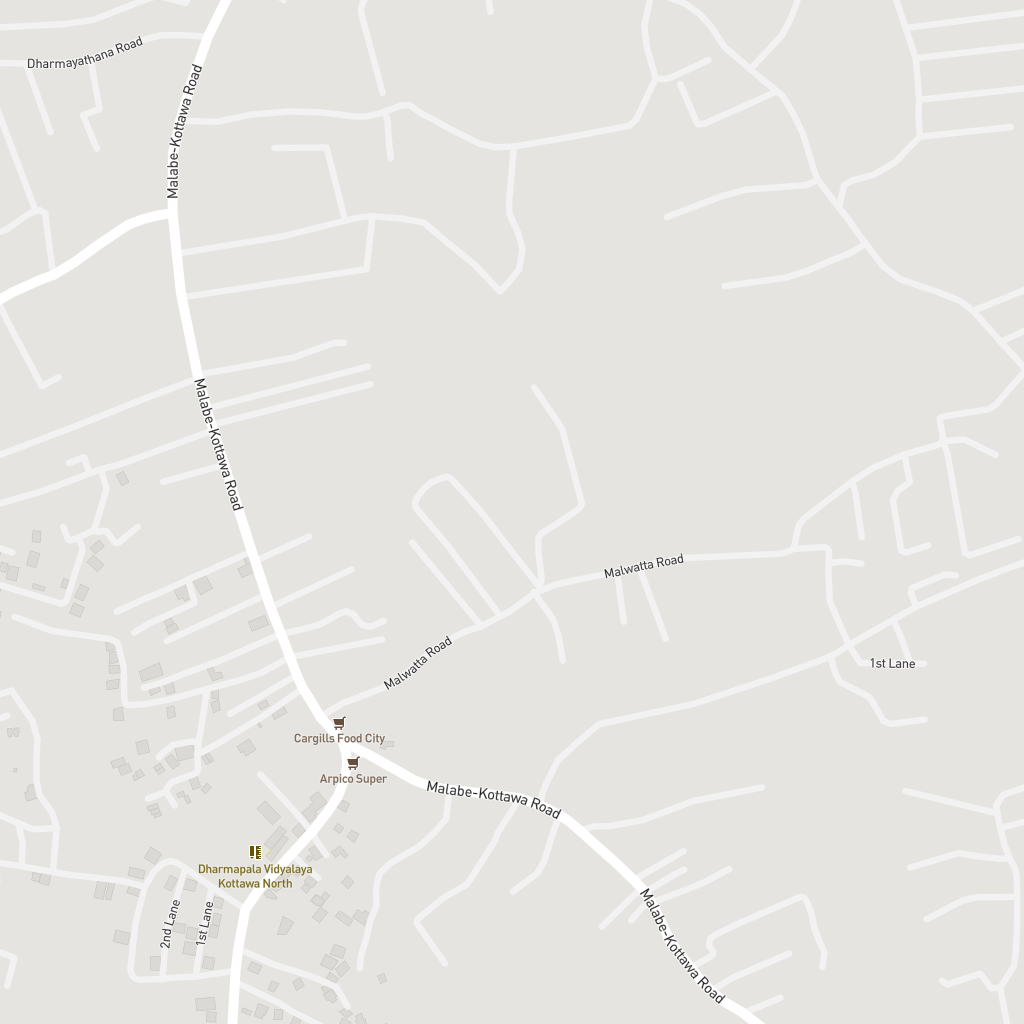 Dharmayathana Road
Malabe-Kottawa Road
Malabe-Kottawa Road
Malwatta Road
Malwatta Road
1st Lane
Cargills Food City
Arpico Super
Malabe-Kottawa Road
Dharmapala Vidyalaya
Kottawa North
2nd Lane
1st Lane
Malabe-Kottawa Road